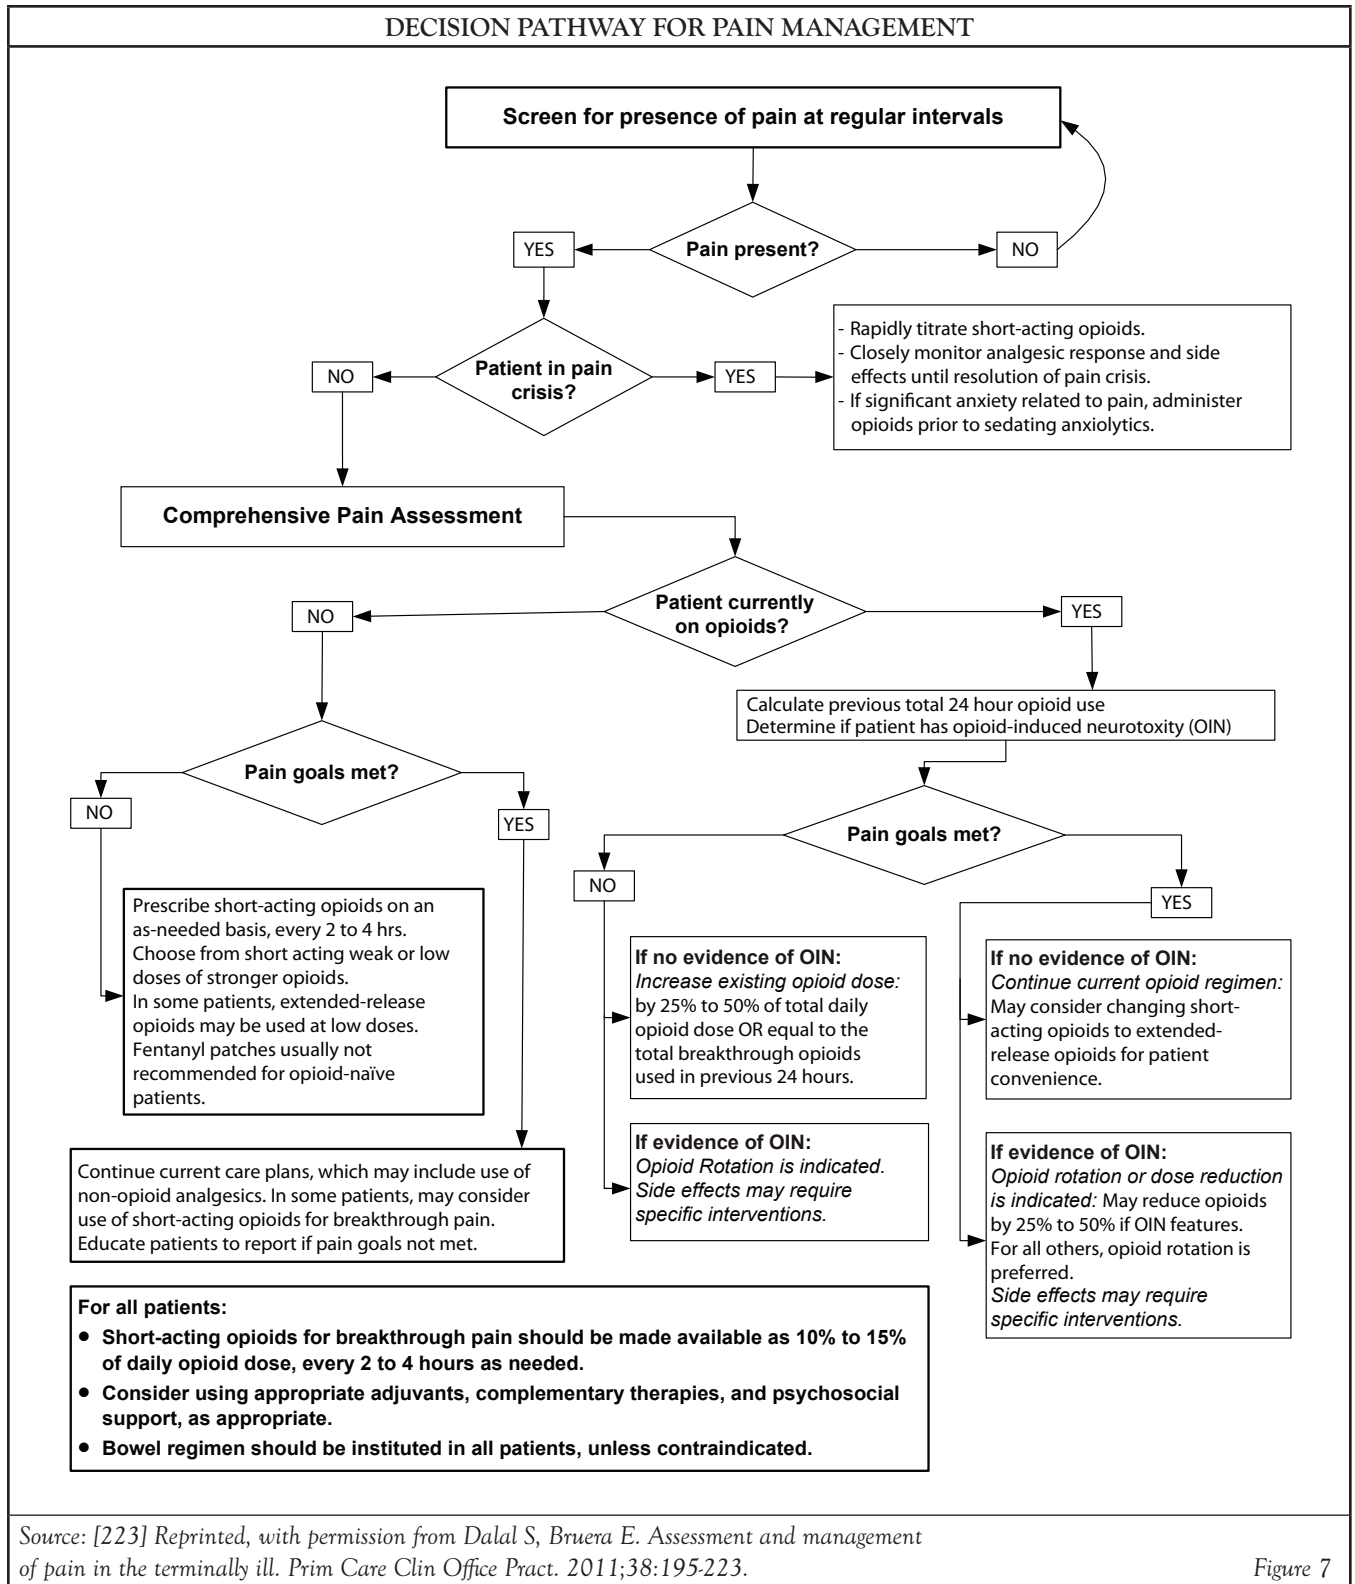 DECISION PATHWAY FOR PAIN MANAGEMENT
Screen for presence of pain at regular intervals
Pain present?
YES
NO
Patient in pain
crisis?
NO
YES
- Rapidly titrate short-acting opioids.
- Closely monitor analgesic response and side
effects until resolution of pain crisis.
- If significant anxiety related to pain, administer
opioids prior to sedating anxiolytics.
Comprehensive Pain Assessment
Patient currently
on opioids?
NO
YES
Calculate previous total 24 hour opioid use
Determine if patient has opioid-induced neurotoxity (OIN)
Pain goals met?
NO
YES
Prescribe short-acting opioids on an
as-needed basis, every 2 to 4 hrs.
Choose from short acting weak or low
doses of stronger opioids.
In some patients, extended-release
opioids may be used at low doses.
Fentanyl patches usually not
recommended for opioid-naïve
patients.
Continue current care plans, which may include use of
non-opioid analgesics. In some patients, may consider
use of short-acting opioids for breakthrough pain.
Educate patients to report if pain goals not met.
Pain goals met?
NO
YES
If no evidence of OIN:
Increase existing opioid dose:
by 25% to 50% of total daily
opioid dose OR equal to the
total breakthrough opioids
used in previous 24 hours.
If evidence of OIN:
Opioid Rotation is indicated.
Side effects may require
specific interventions.
If no evidence of OIN:
Continue current opioid regimen:
May consider changing short-
acting opioids to extended-
release opioids for patient
convenience.
If evidence of OIN:
Opioid rotation or dose reduction
is indicated: May reduce opioids
by 25% to 50% if OIN features.
For all others, opioid rotation is
preferred.
Side effects may require
specific interventions.
For all patients:
● Short-acting opioids for breakthrough pain should be made available as 10% to 15%
of daily opioid dose, every 2 to 4 hours as needed.
● Consider using appropriate adjuvants, complementary therapies, and psychosocial
support, as appropriate.
● Bowel regimen should be instituted in all patients, unless contraindicated.
Source: [223] Reprinted, with permission from Dalal S, Bruera E. Assessment and management
of pain in the terminally ill. Prim Care Clin Office Pract. 2011;38:195-223.
Figure 7